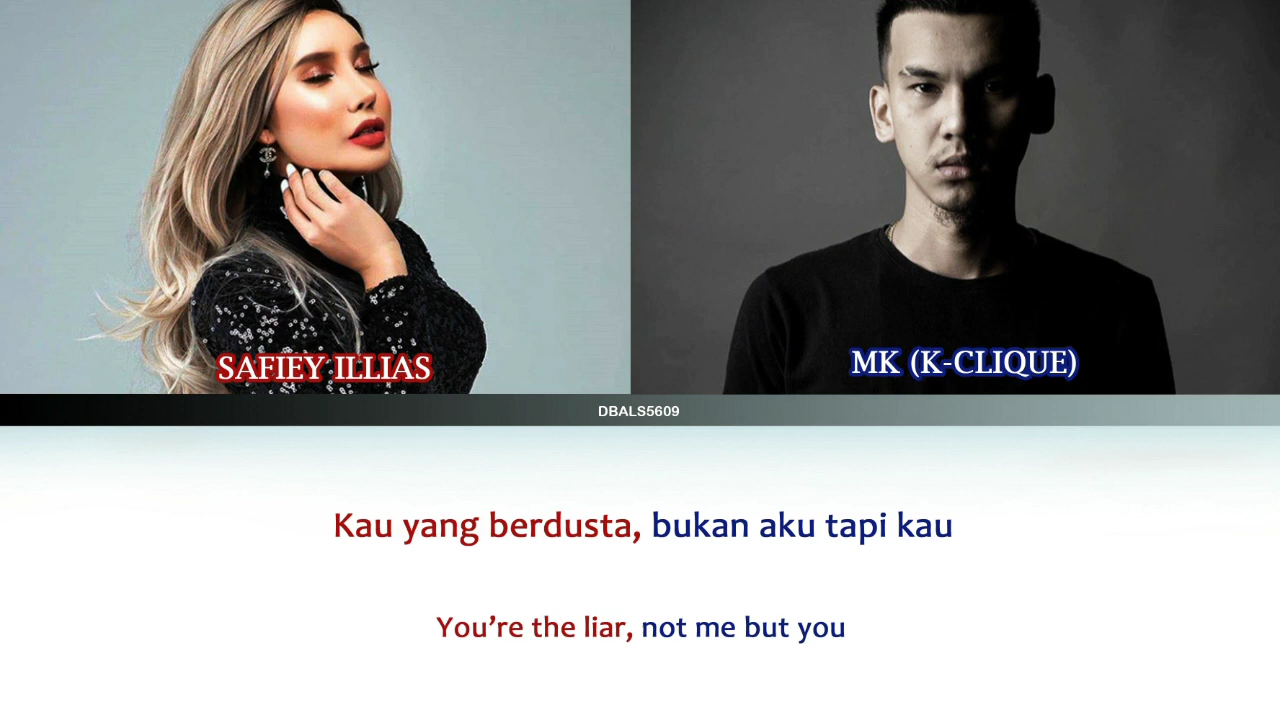 SAFIEY ILLIAS
MK (K-CLIQUE)
DBALS5609
Kau yang berdusta, bukan aku tapi kau
You’re the liar, not me but you